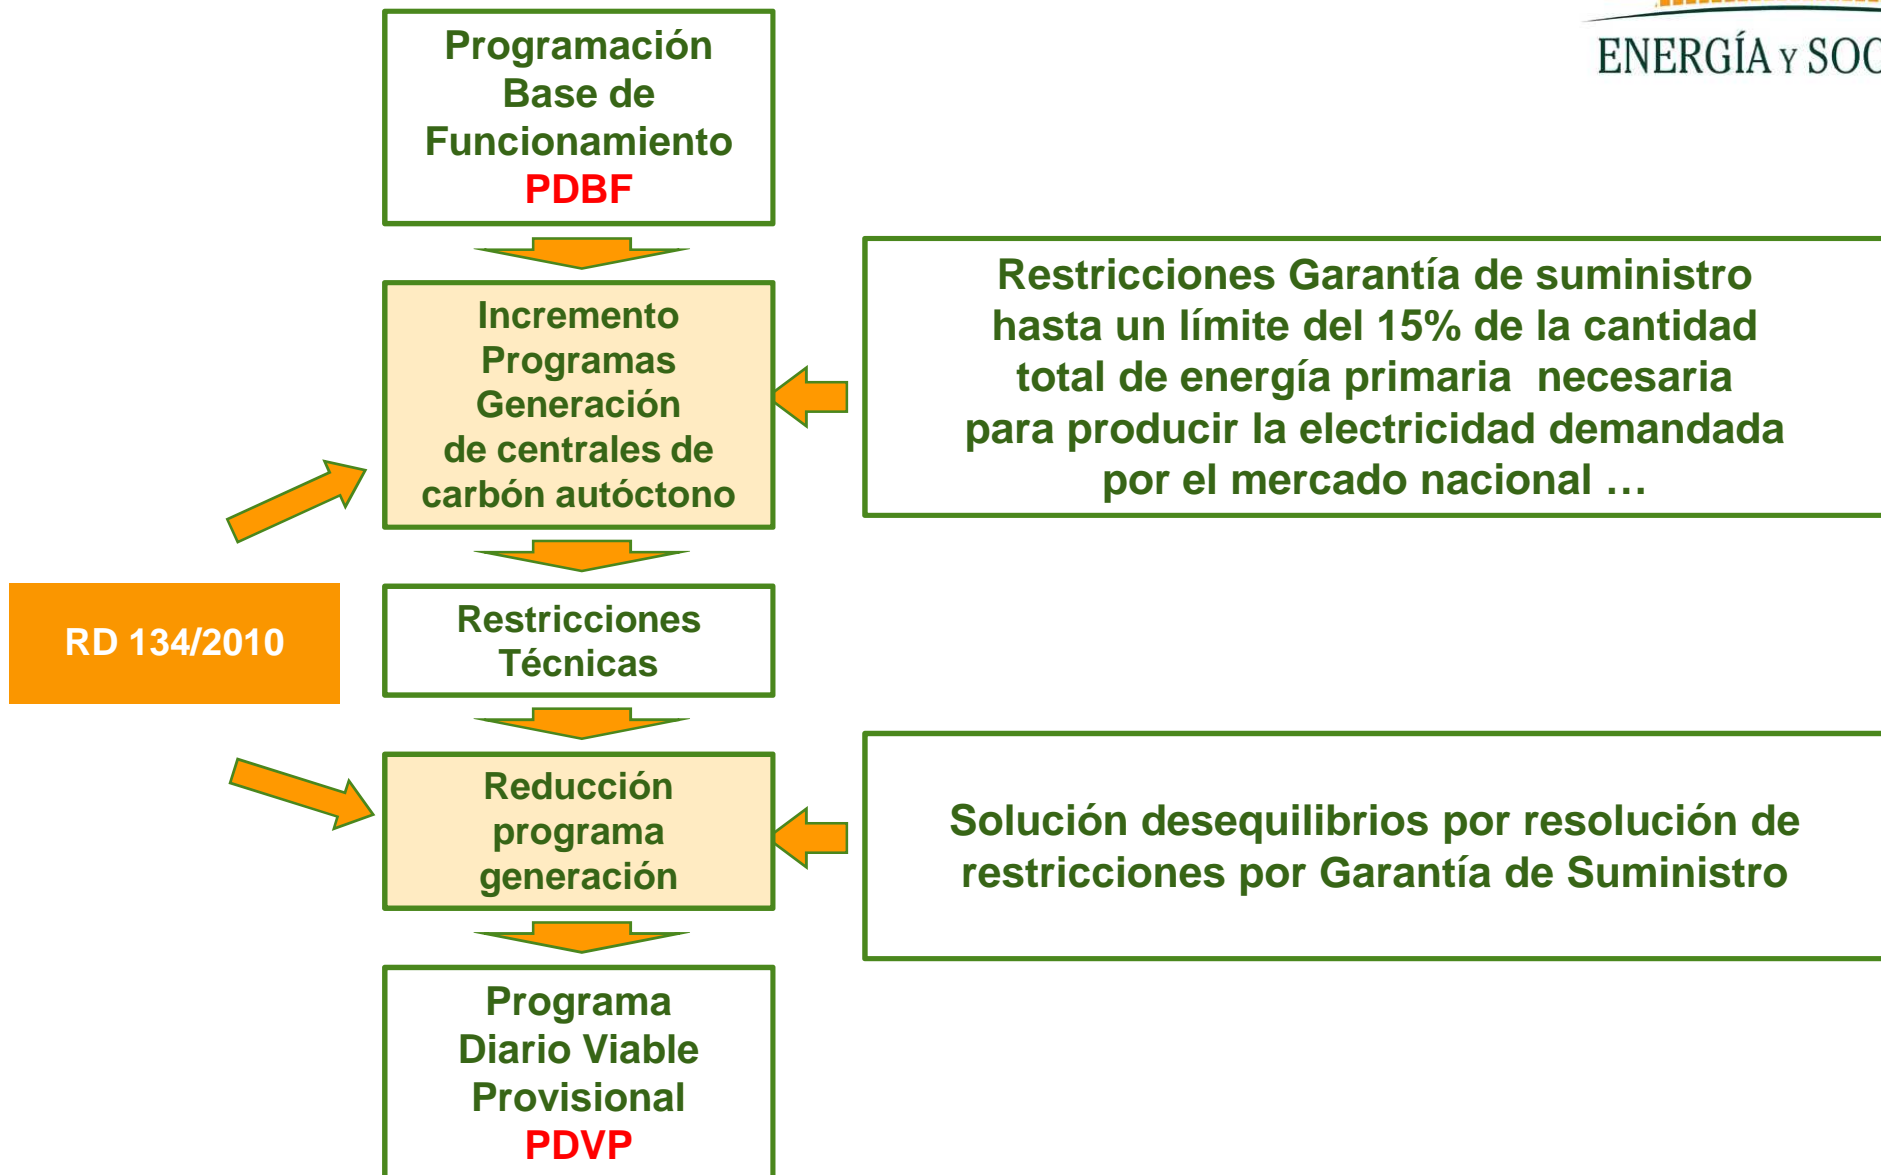 ENERGÍA Y SOC
Programación
Base de
Funcionamiento
PDBF
Incremento
Programas
Generación
de centrales de
carbón autóctono
Restricciones Garantía de suministro
hasta un límite del 15% de la cantidad
total de energía primaria necesaria
para producir la electricidad demandada
por el mercado nacional …
RD 134/2010
Restricciones
Técnicas
Reducción
programa
generación
Solución desequilibrios por resolución de
restricciones por Garantía de Suministro
Programa
Diario Viable
Provisional
PDVP